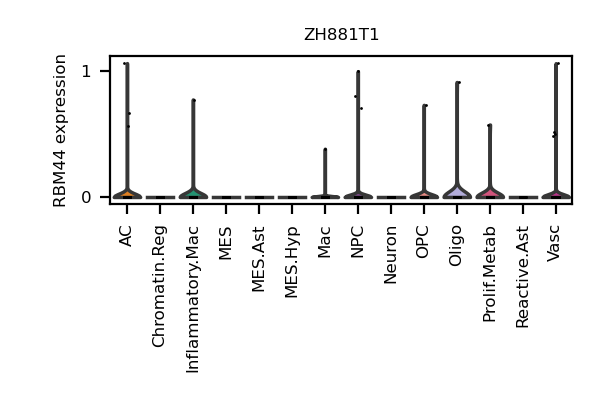 ZH881T1
RBM44 expression
1
0
AC
Chromatin.Reg
Inflammatory.Mac
MES
MES.Ast
MES.Hyp
Mac
NPC
Neuron
OPC
Oligo
Prolif.Metab
Reactive.Ast
Vasc